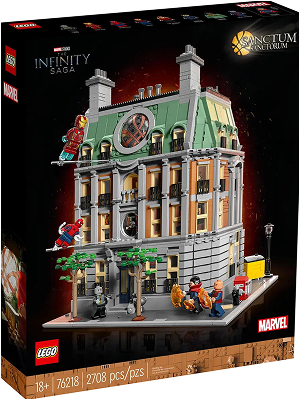 MARVEL STUDIOS
THE
INFINITY
SAGA
SANCTUM
SANCTORUM
MARVEL
MARVEL
LEGO
LEGO
18+
76218
2708 pcs/pzs